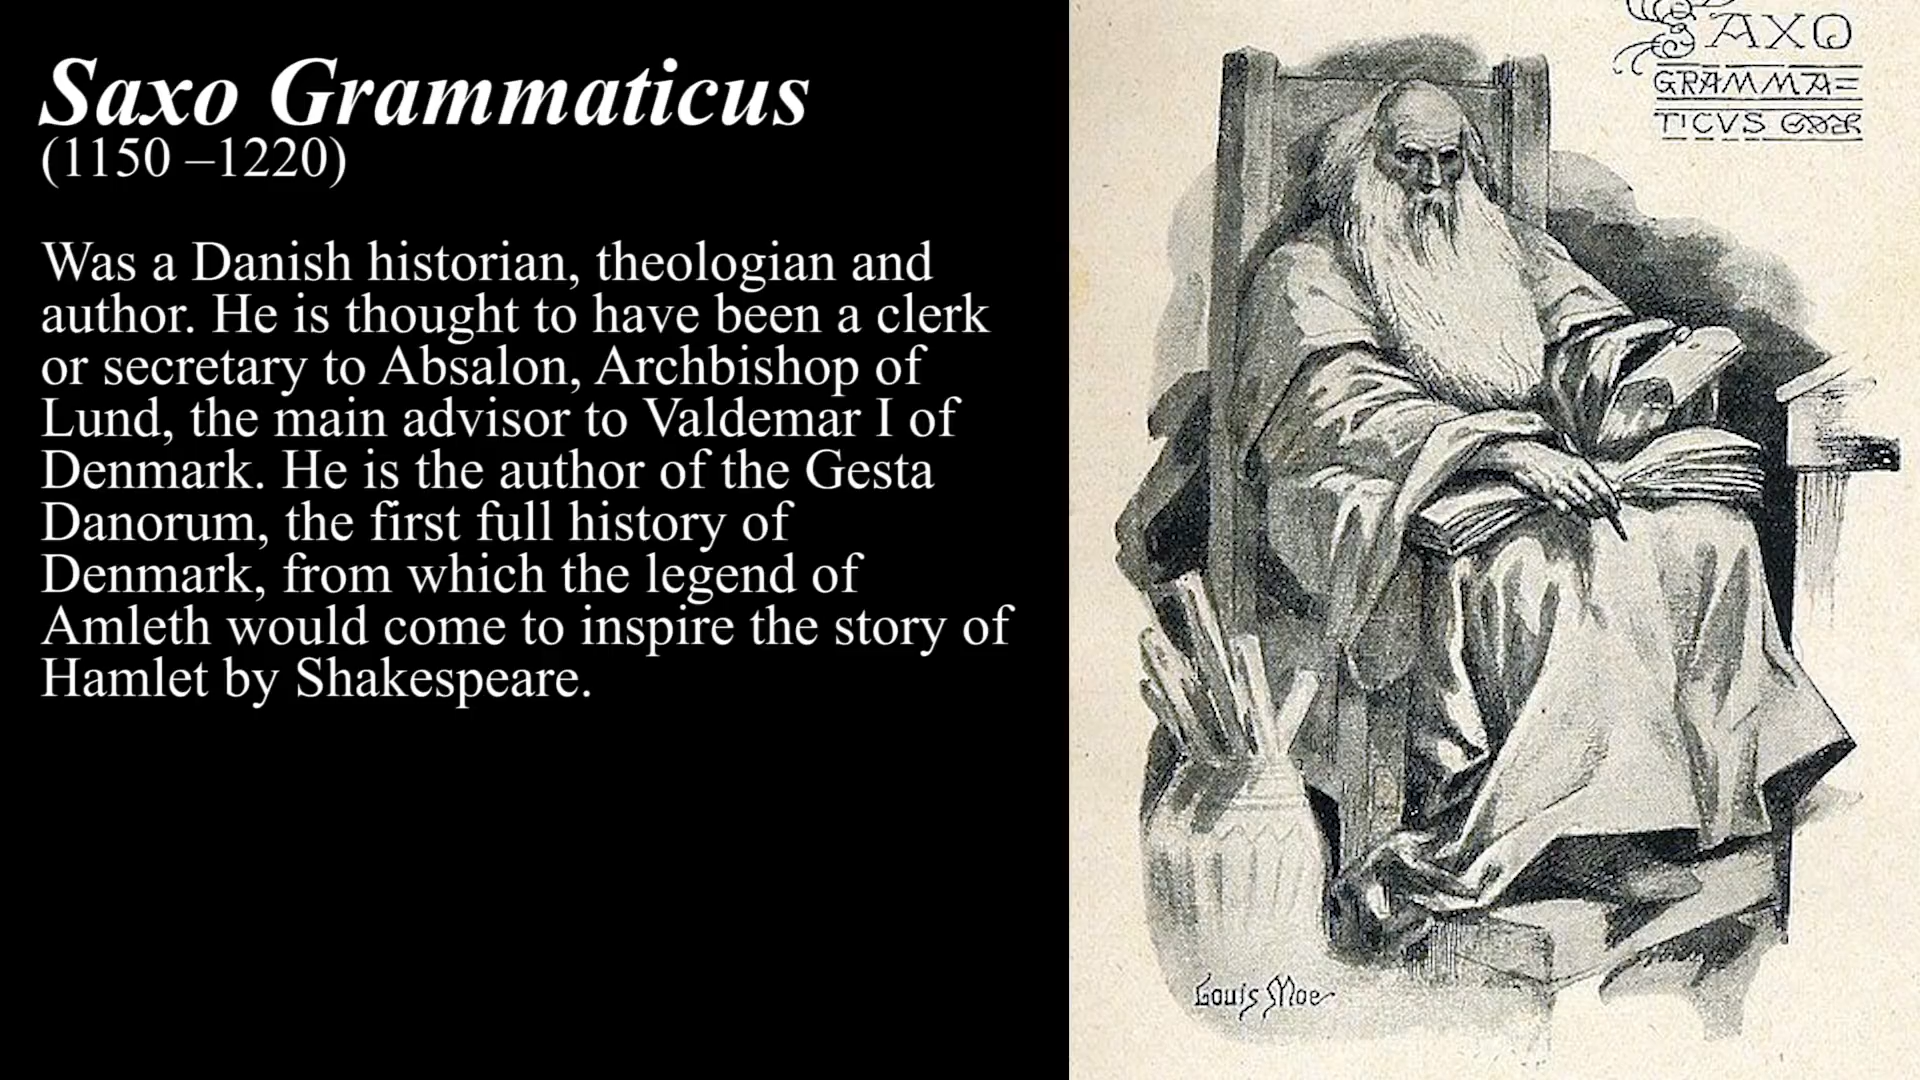 Saxo Grammaticus
(1150 –1220)
Was a Danish historian, theologian and
author. He is thought to have been a clerk
or secretary to Absalon, Archbishop of
Lund, the main advisor to Valdemar I of
Denmark. He is the author of the Gesta
Danorum, the first full history of
Denmark, from which the legend of
Amleth would come to inspire the story of
Hamlet by Shakespeare.
SAXO
GRAMMA=
TICVS
Louis Moe